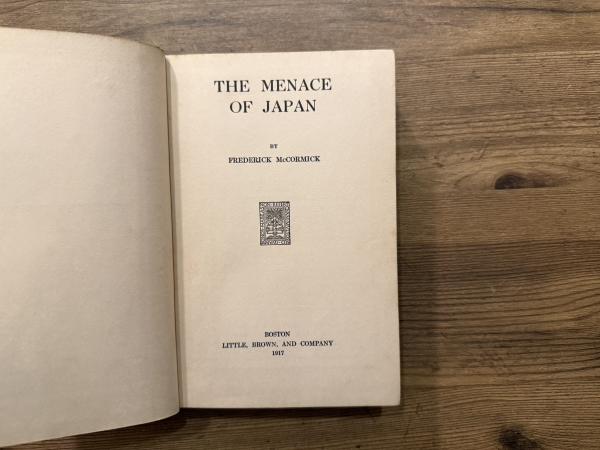 THE MENACE
OF JAPAN
BY
FREDERICK McCORMICK
BOSTON
LITTLE, BROWN, AND COMPANY
1917